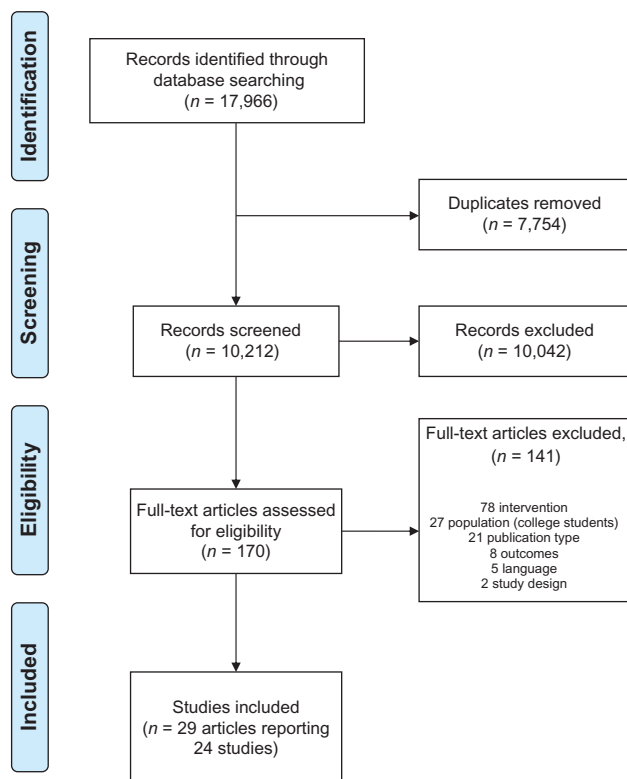 Identification
Records identified through
database searching
(n = 17,966)
Duplicates removed
(n = 7,754)
Screening
Records screened
(n = 10,212)
Records excluded
(n = 10,042)
Eligibility
Full-text articles assessed
for eligibility
(n = 170)
Full-text articles excluded,
(n = 141)
78 intervention
27 population (college students)
21 publication type
8 outcomes
5 language
2 study design
Included
Studies included
(n = 29 articles reporting
24 studies)